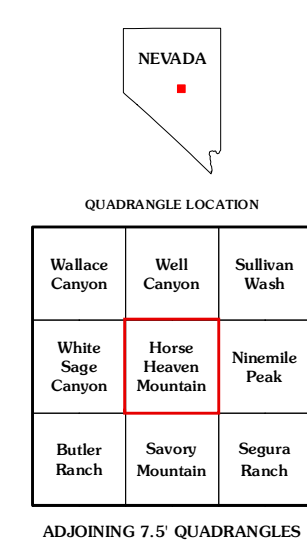 NEVADA
QUADRANGLE LOCATION
Wallace
Canyon
Well
Canyon
Sullivan
Wash
White
Sage
Canyon
Horse
Heaven
Mountain
Ninemile
Peak
Butler
Ranch
Savory
Mountain
Segura
Ranch
ADJOINING 7.5' QUADRANGLES